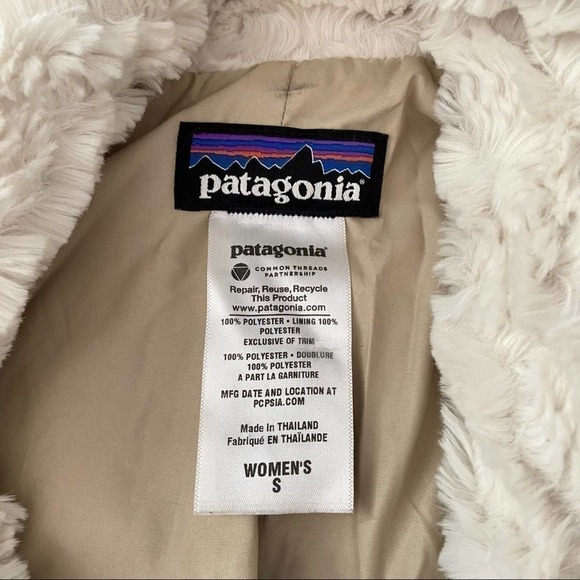 patagonia®
patagonia®
COMMON THREADS
PARTNERSHIP
Repair, Reuse, Recycle
This Product
www.patagonia.com
100% POLYESTER • LINING 100%
POLYESTER
EXCLUSIVE OF TRIM
100% POLYESTER • DOUBLURE
100% POLYESTER
A PART LA GARNITURE
MFG DATE AND LOCATION AT
PCPSIA.COM
Made in THAILAND
Fabriqué EN THAÏLANDE
WOMEN'S
S